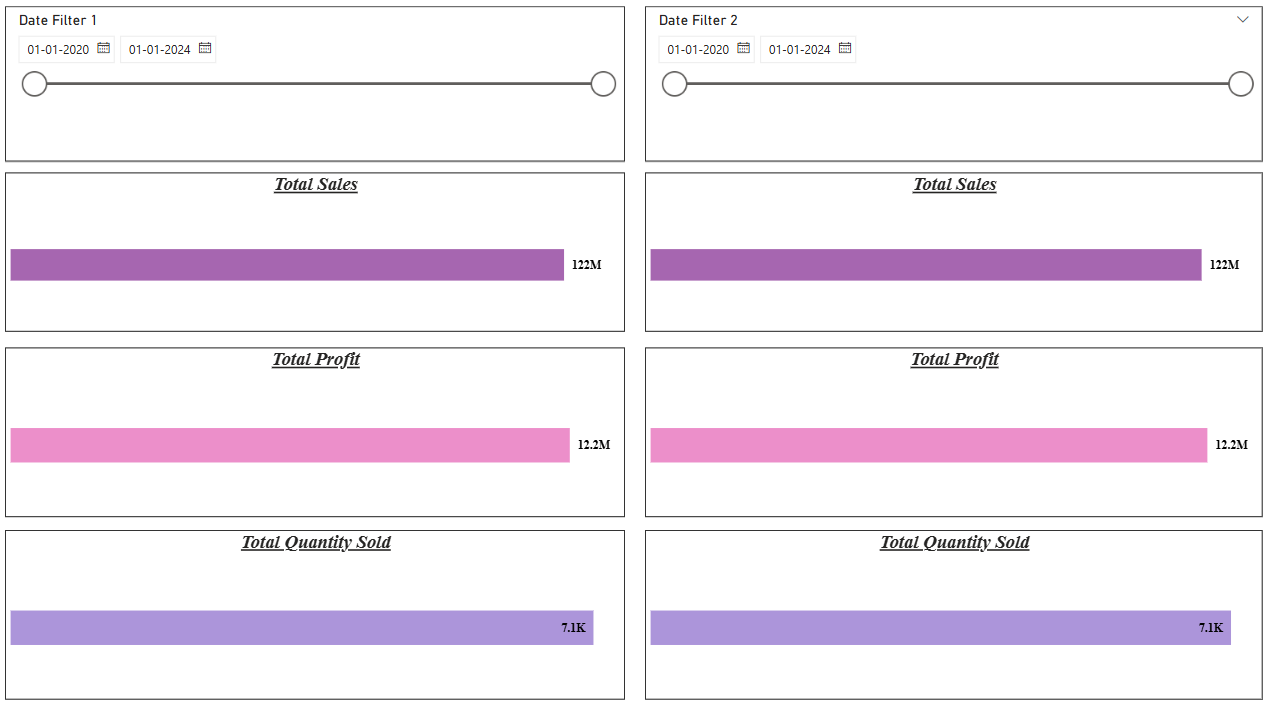 Date Filter 1
01-01-2020 01-01-2024
Total Sales
122M
Total Profit
12.2M
Total Quantity Sold
7.1K
Date Filter 2
01-01-2020 01-01-2024
Total Sales
122M
Total Profit
12.2M
Total Quantity Sold
7.1K